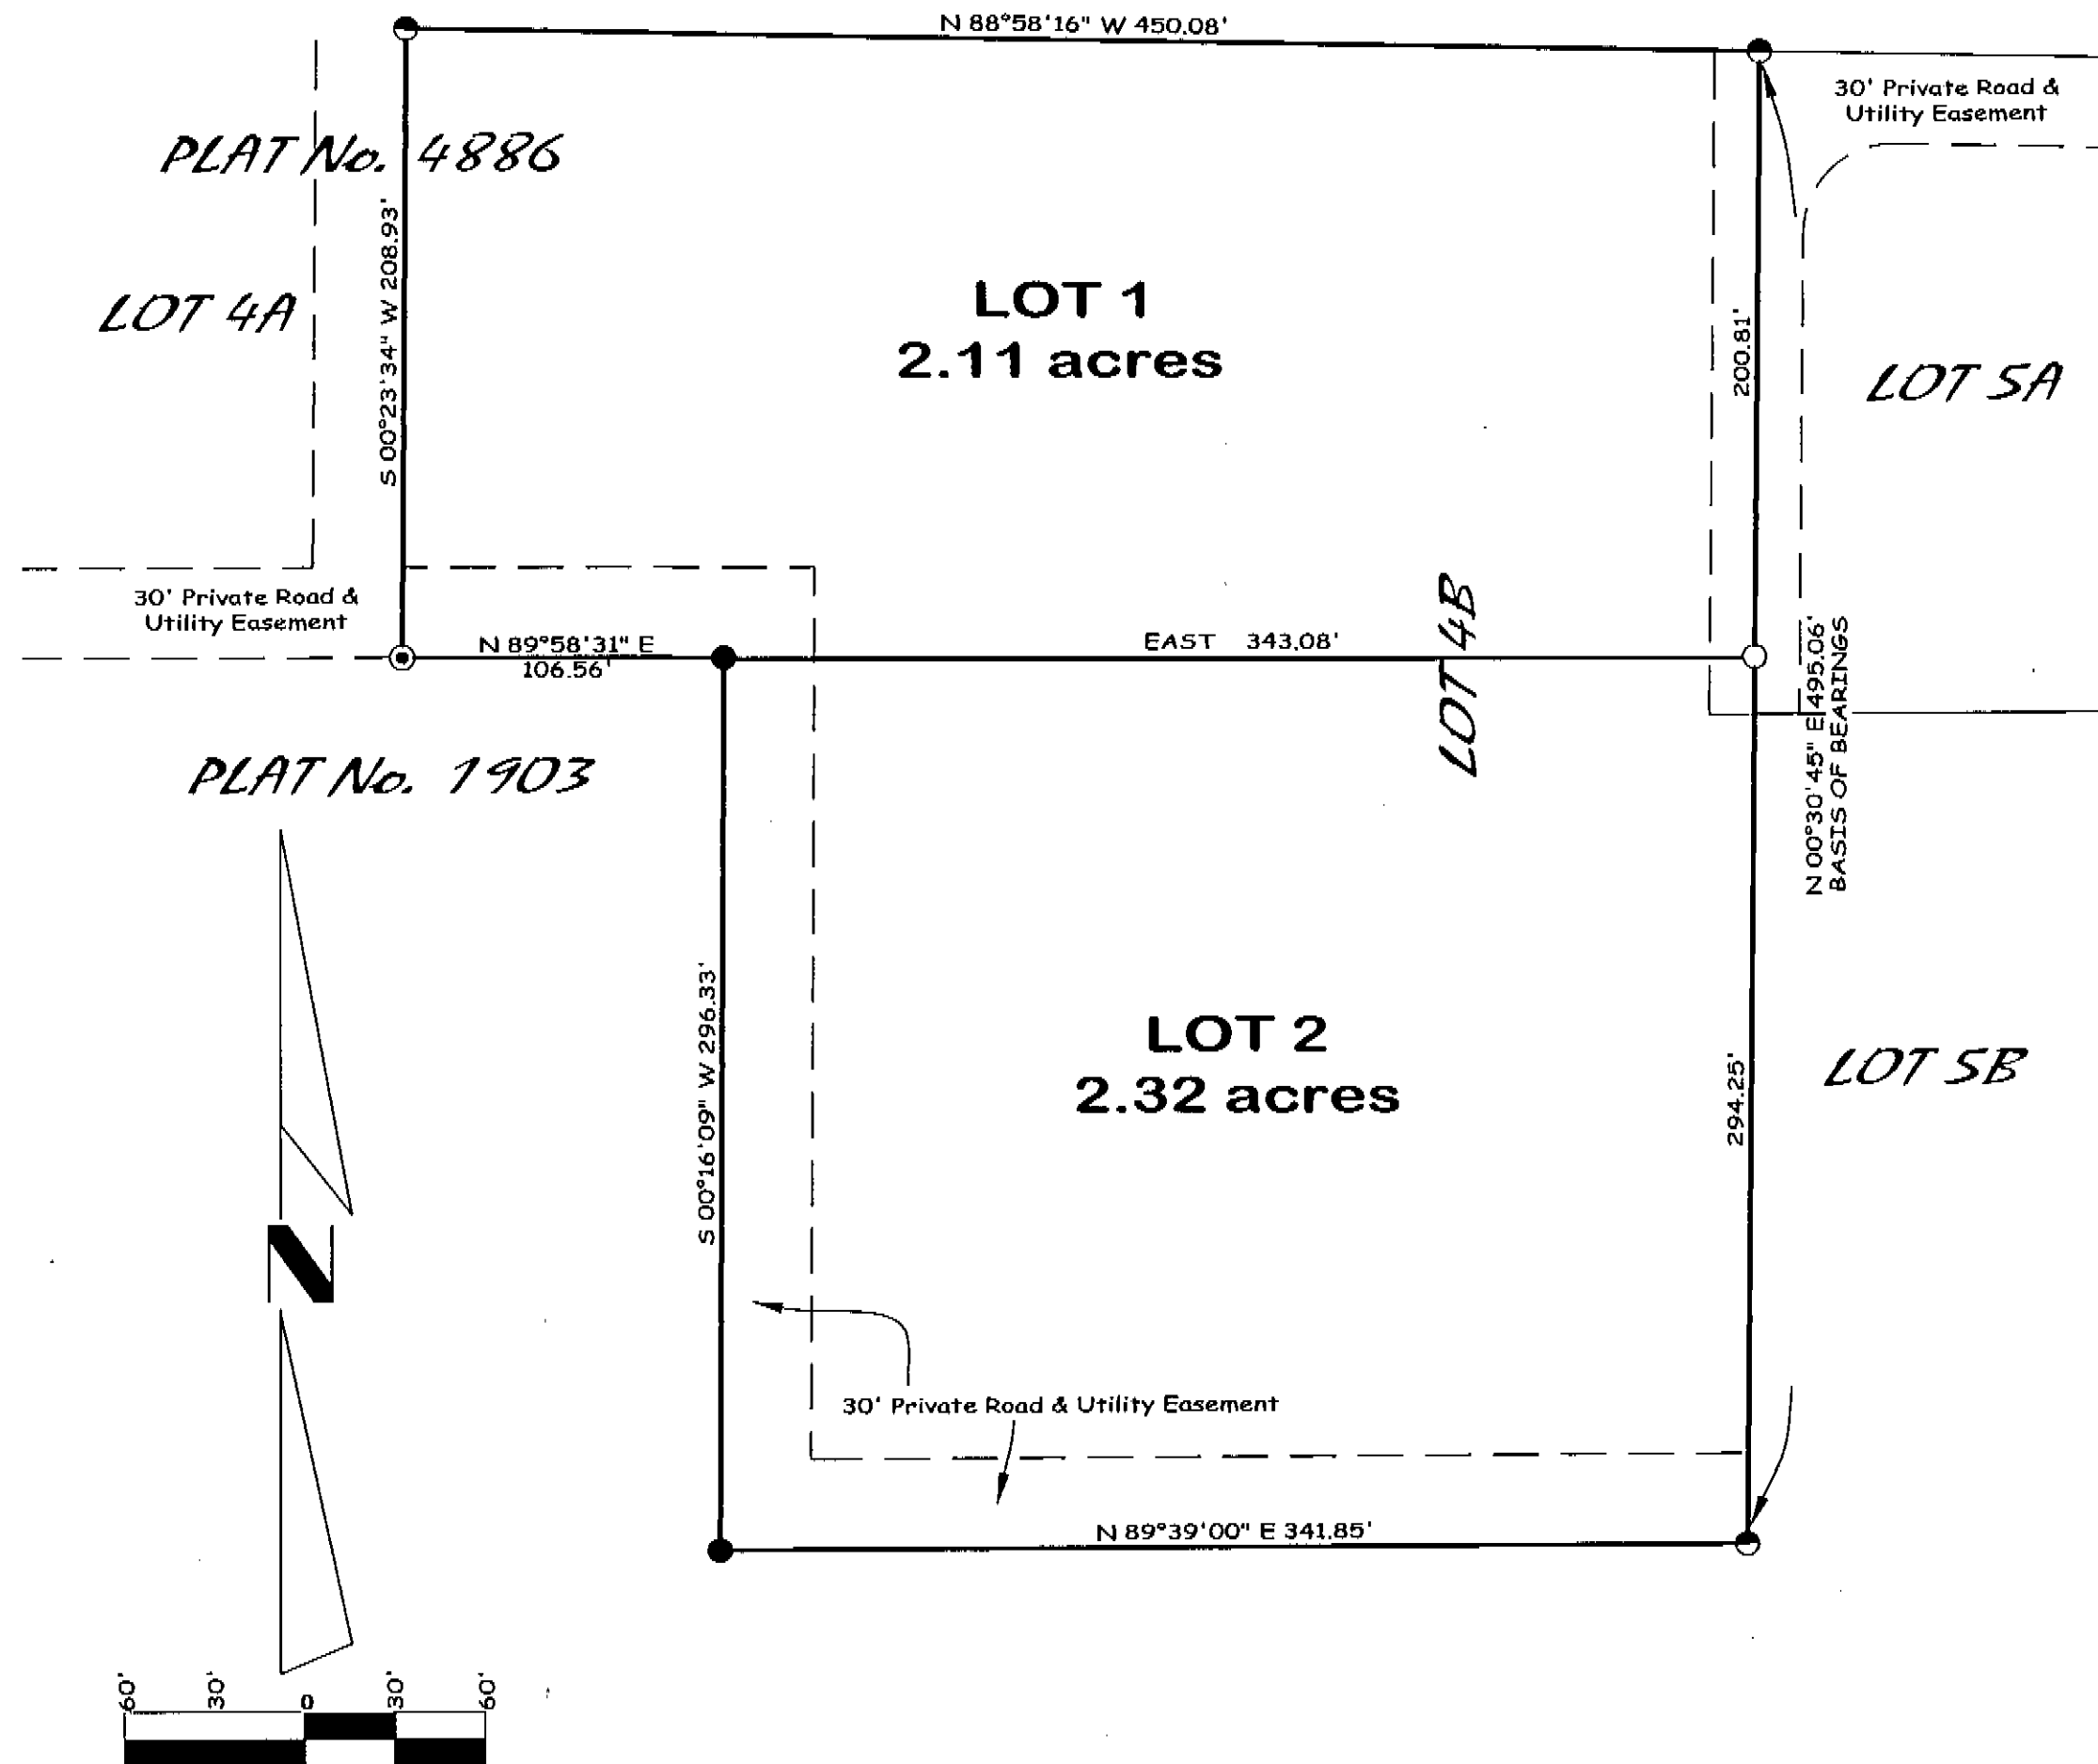 N 88°58'16" W 450.08'
30' Private Road &
Utility Easement
PLAT No. 4886
S 00°23'34" W 208.93'
LOT 4A
LOT 1
2.11 acres
200.81'
LOT 5A
30' Private Road &
Utility Easement
N 89°58'31" E
106.56'
EAST 343.08'
LOT 4B
N 00°30'45" E 495.06'
BASIS OF BEARINGS
PLAT No. 1903
S 00°16'09" W 296.33'
LOT 2
2.32 acres
294.25'
LOT 5B
N
30' Private Road & Utility Easement
N 89°39'00" E 341.85'
60'
30'
0
30'
60'